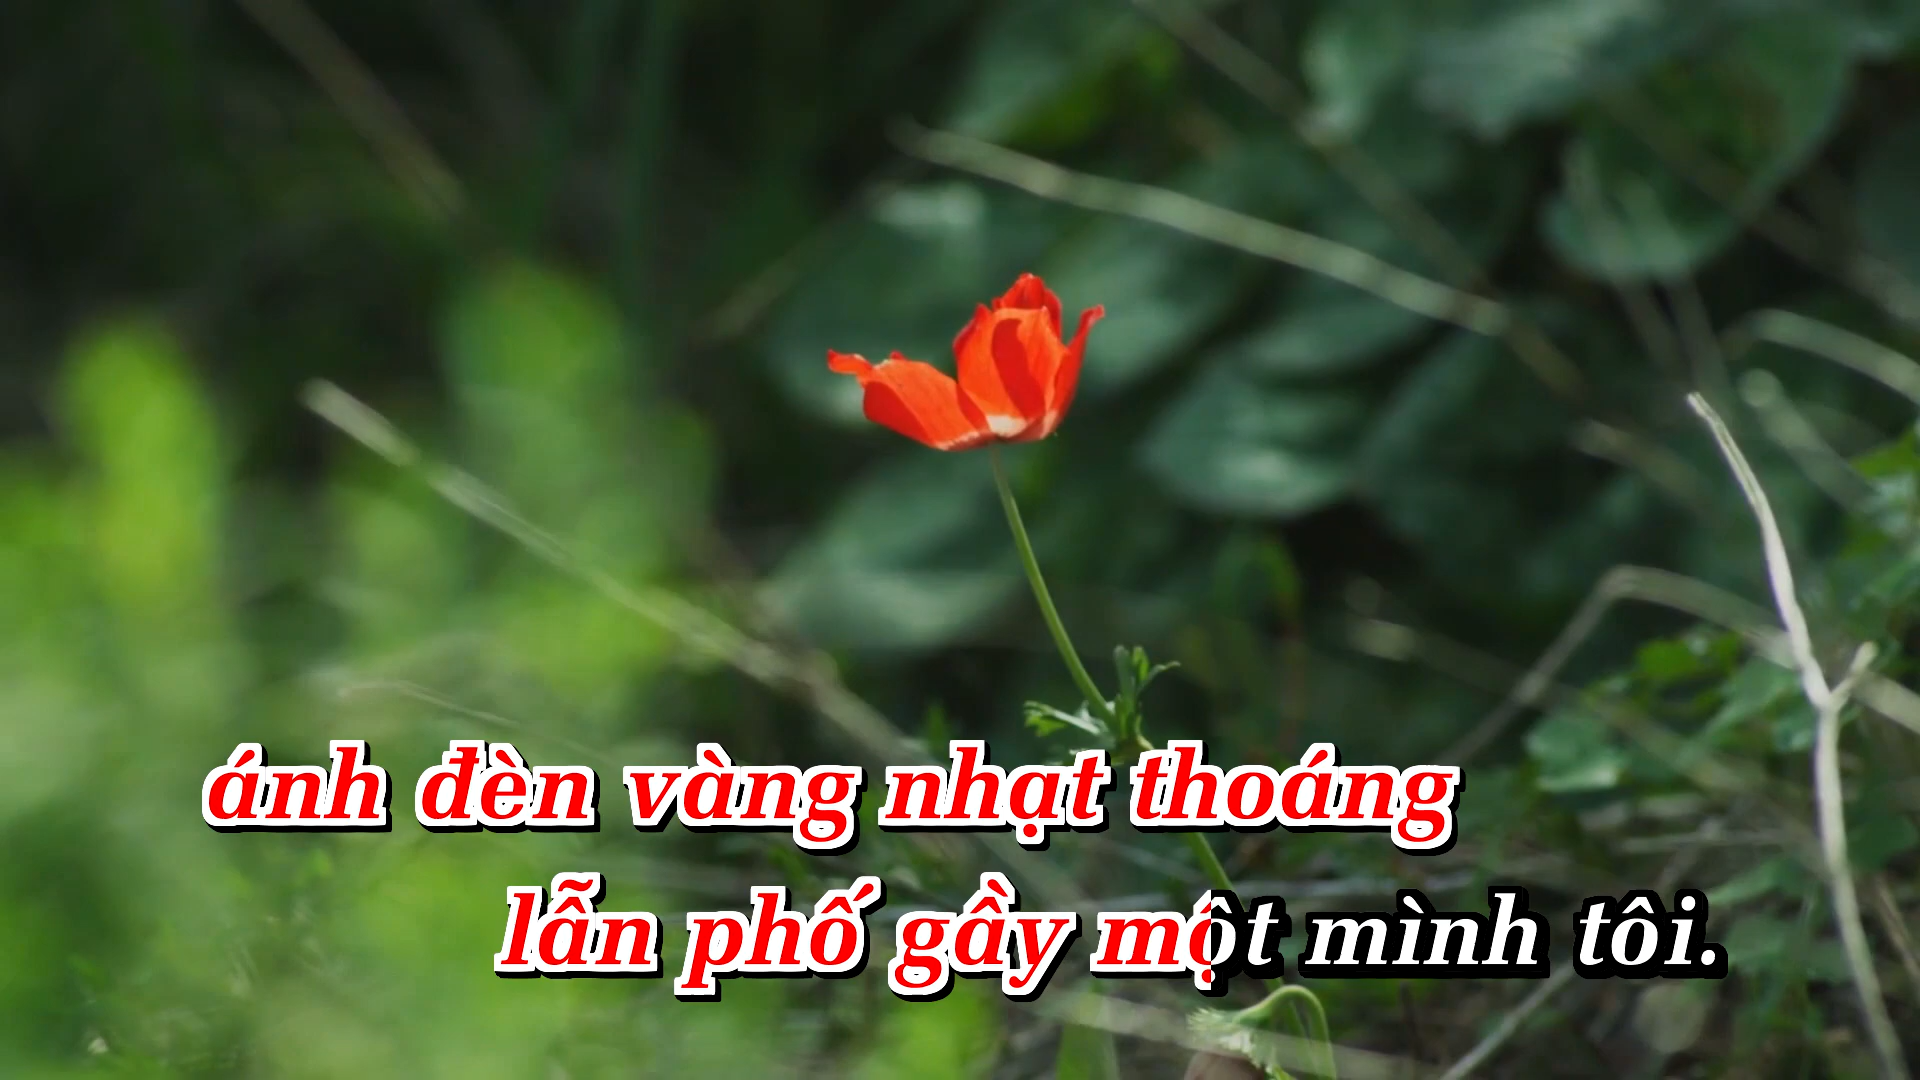 ánh đèn vàng nhạt thoáng
lẫn phố gầy một mình tôi.